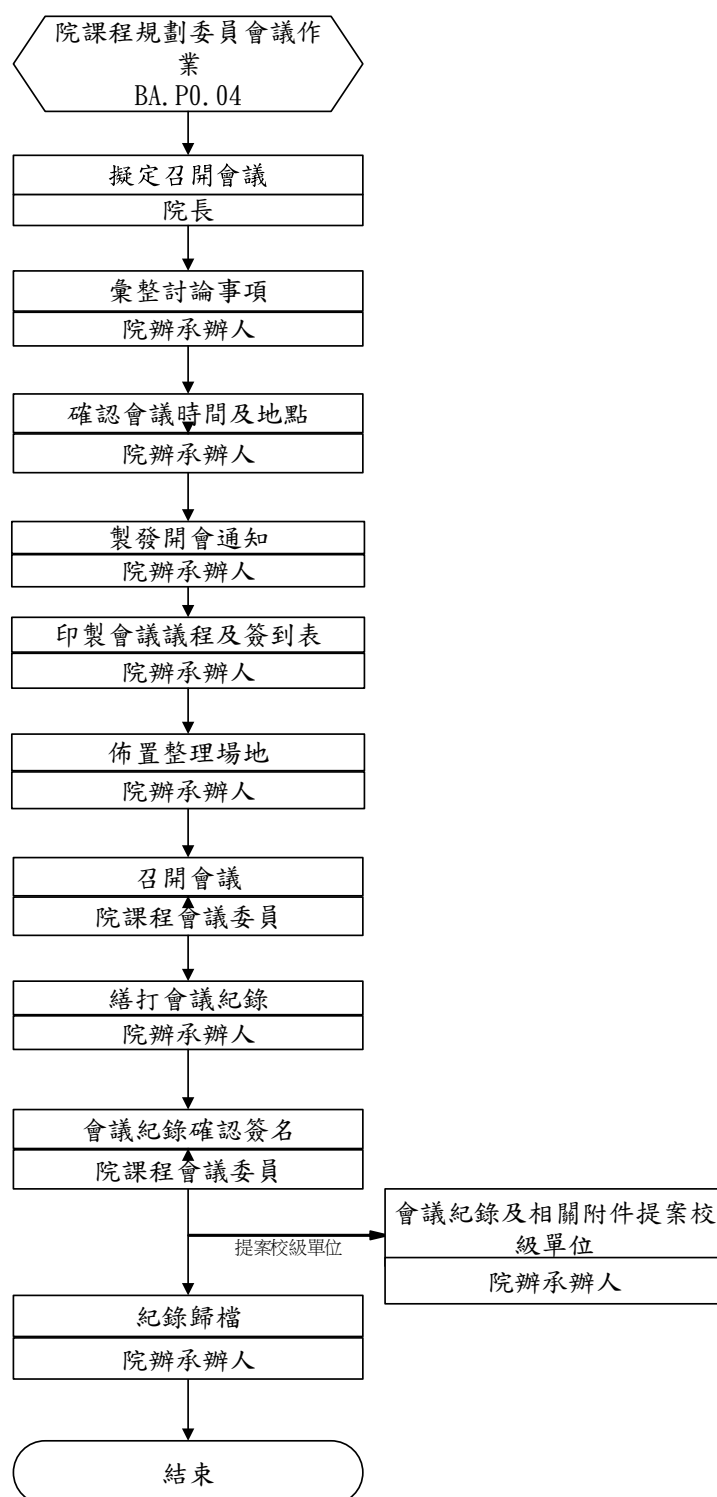 院課程規劃委員會議作
業
BA.P0.04
擬定召開會議
院長
彙整討論事項
院辦承辦人
確認會議時間及地點
院辦承辦人
製發開會通知
院辦承辦人
印製會議議程及簽到表
院辦承辦人
佈置整理場地
院辦承辦人
召開會議
院課程會議委員
繕打會議紀錄
院辦承辦人
會議紀錄確認簽名
院課程會議委員
提案校級單位
會議紀錄及相關附件提案校
級單位
院辦承辦人
紀錄歸檔
院辦承辦人
結束